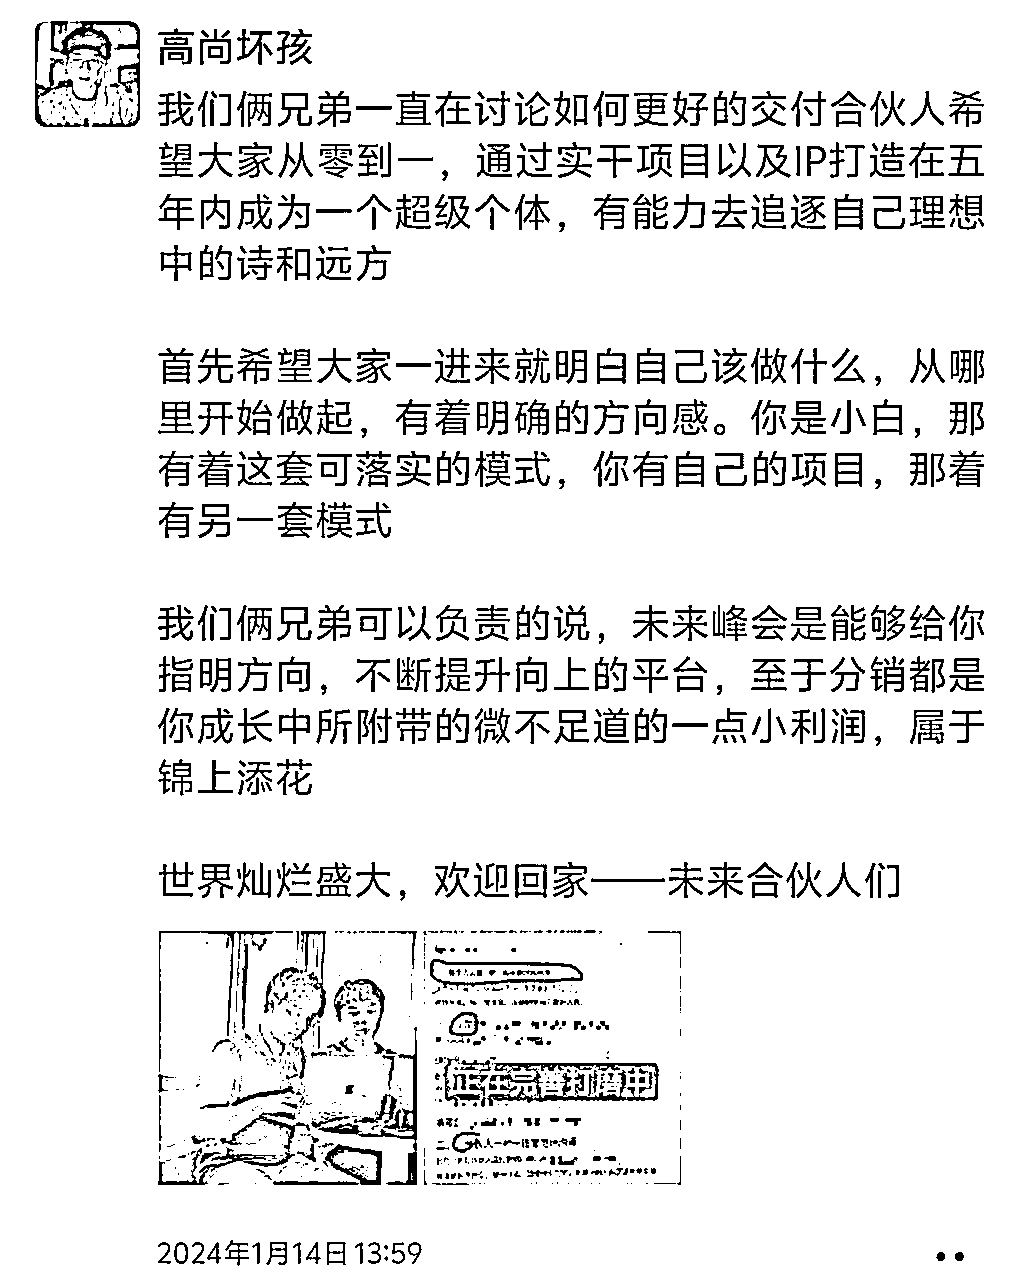 高尚坏孩
我们俩兄弟一直在讨论如何更好的交付合伙人希
望大家从零到一，通过实干项目以及IP打造在五
年内成为一个超级个体，有能力去追逐自己理想
中的诗和远方
首先希望大家一进来就明白自己该做什么，从哪
里开始做起，有着明确的方向感。你是小白，那
有着这套可落实的模式，你有自己的项目，那着
有另一套模式
我们俩兄弟可以负责的说，未来峰会是能够给你
指明方向，不断提升向上的平台，至于分销都是
你成长中所附带的微不足道的一点小利润，属于
锦上添花
世界灿烂盛大，欢迎回家——未来合伙人们
正在完善打磨中
2024年1月14日 13:59